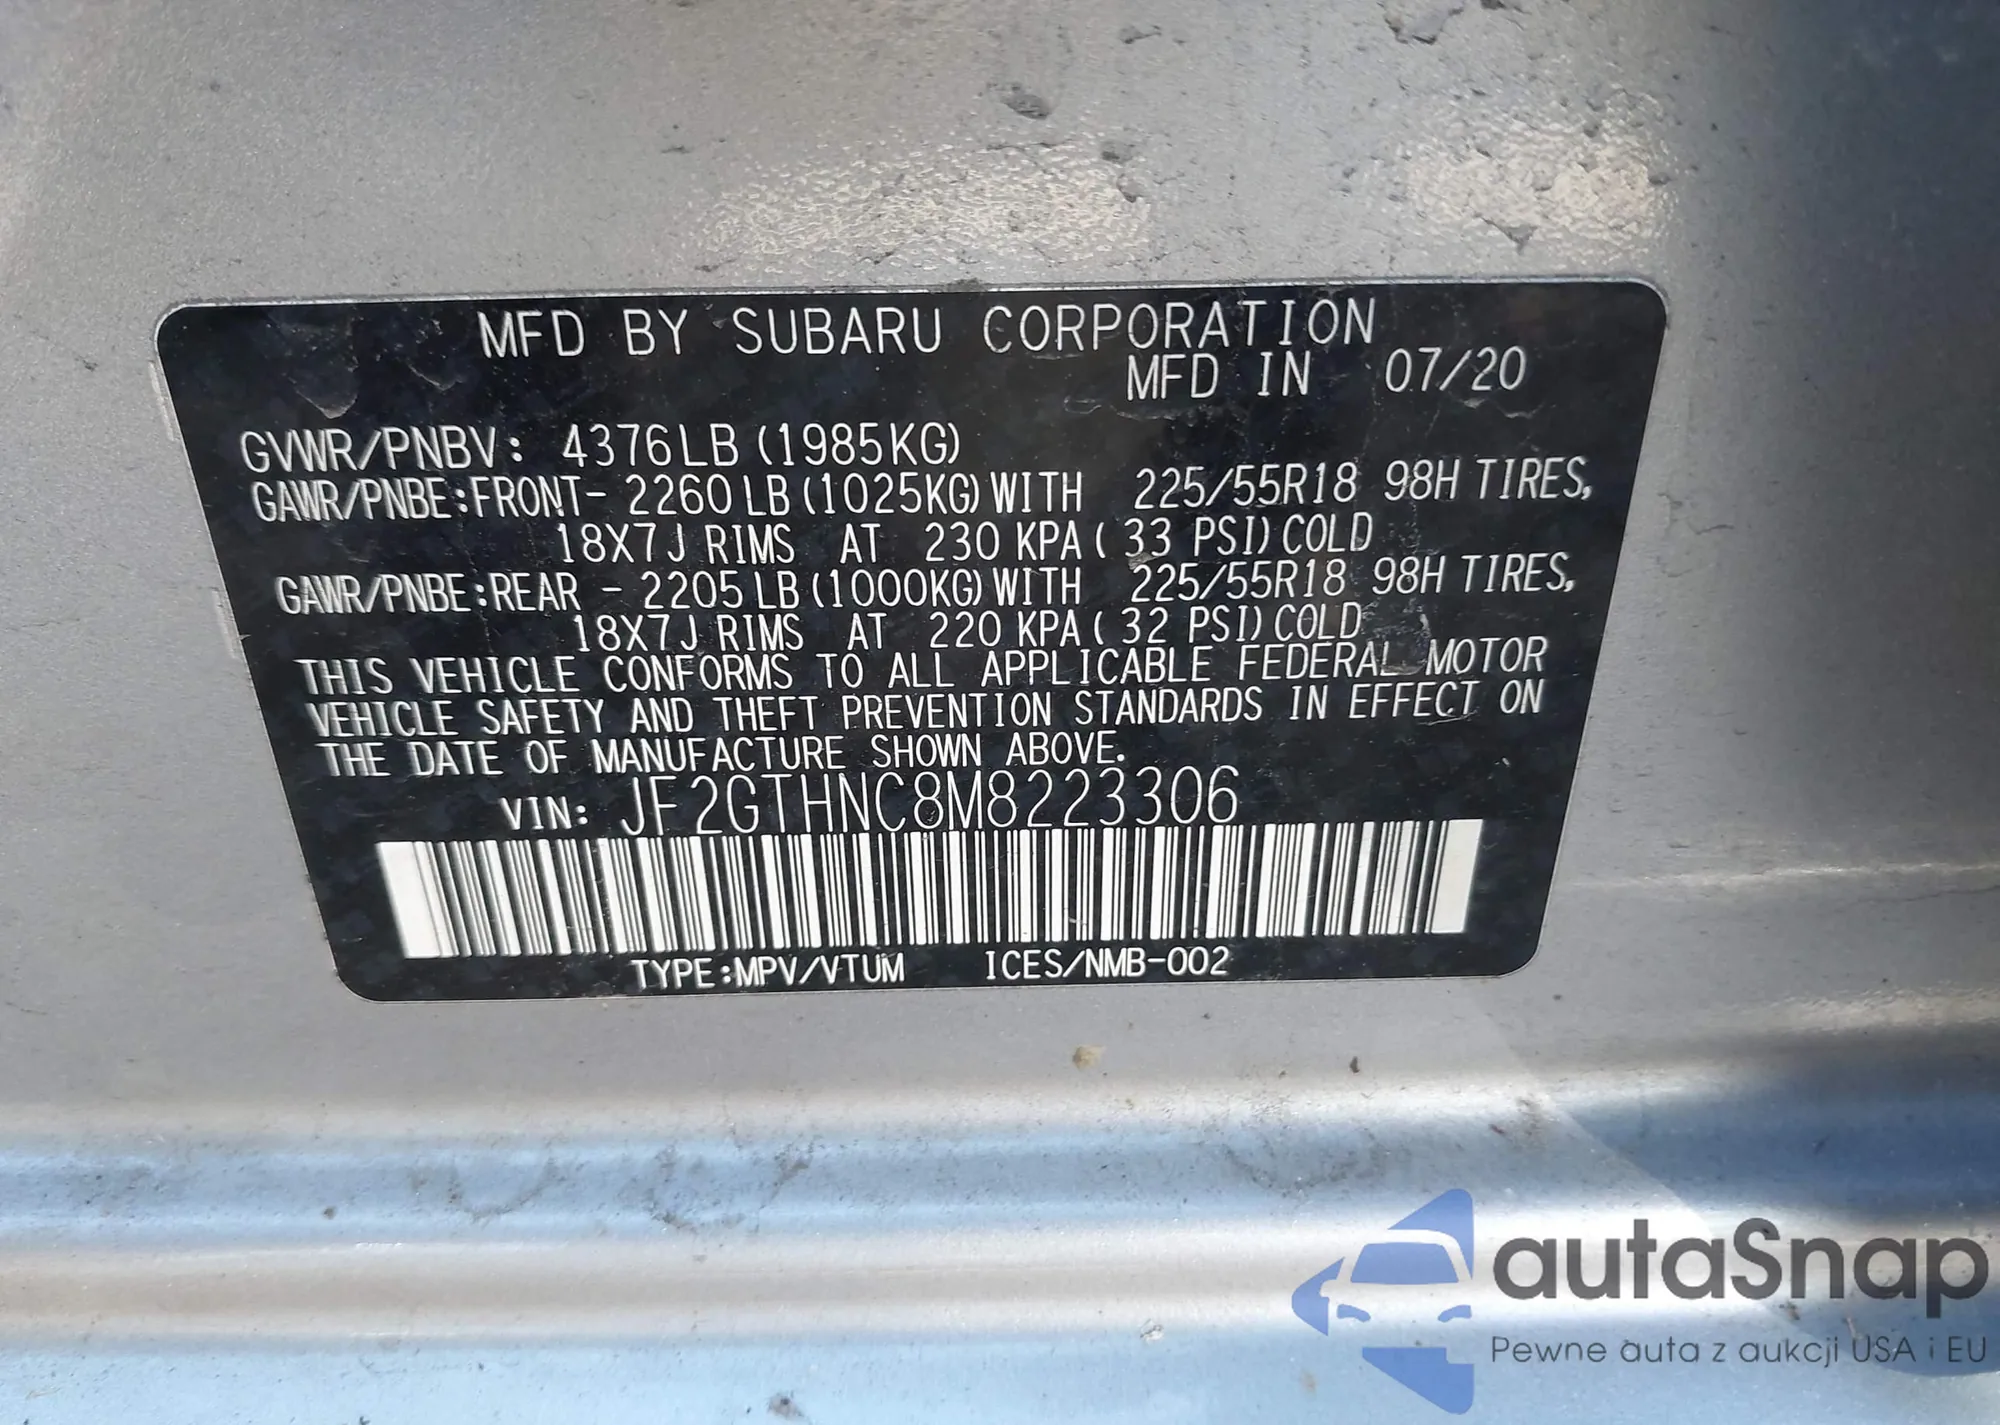 MFD BY SUBARU CORPORATION
MFD IN 07/20
GVWR/PNBV: 4376LB (1985KG)
GAWR/PNBE:FRONT- 2260LB (1025KG) WITH 225/55R18 98H TIRES,
18X7J RIMS AT 230 KPA ( 33 PSI) COLD
GAWR/PNBE:REAR - 2205LB (1000KG) WITH 225/55R18 98H TIRES,
18X7J RIMS AT 220 KPA ( 32 PSI) COLD
THIS VEHICLE CONFORMS TO ALL APPLICABLE FEDERAL MOTOR
VEHICLE SAFETY AND THEFT PREVENTION STANDARDS IN EFFECT ON
THE DATE OF MANUFACTURE SHOWN ABOVE.
VIN: JF2GTHNC8M8223306
TYPE:MPV/VTUM ICES/NMB-002
autaSnap
Pewne auta z aukcji USA i EU